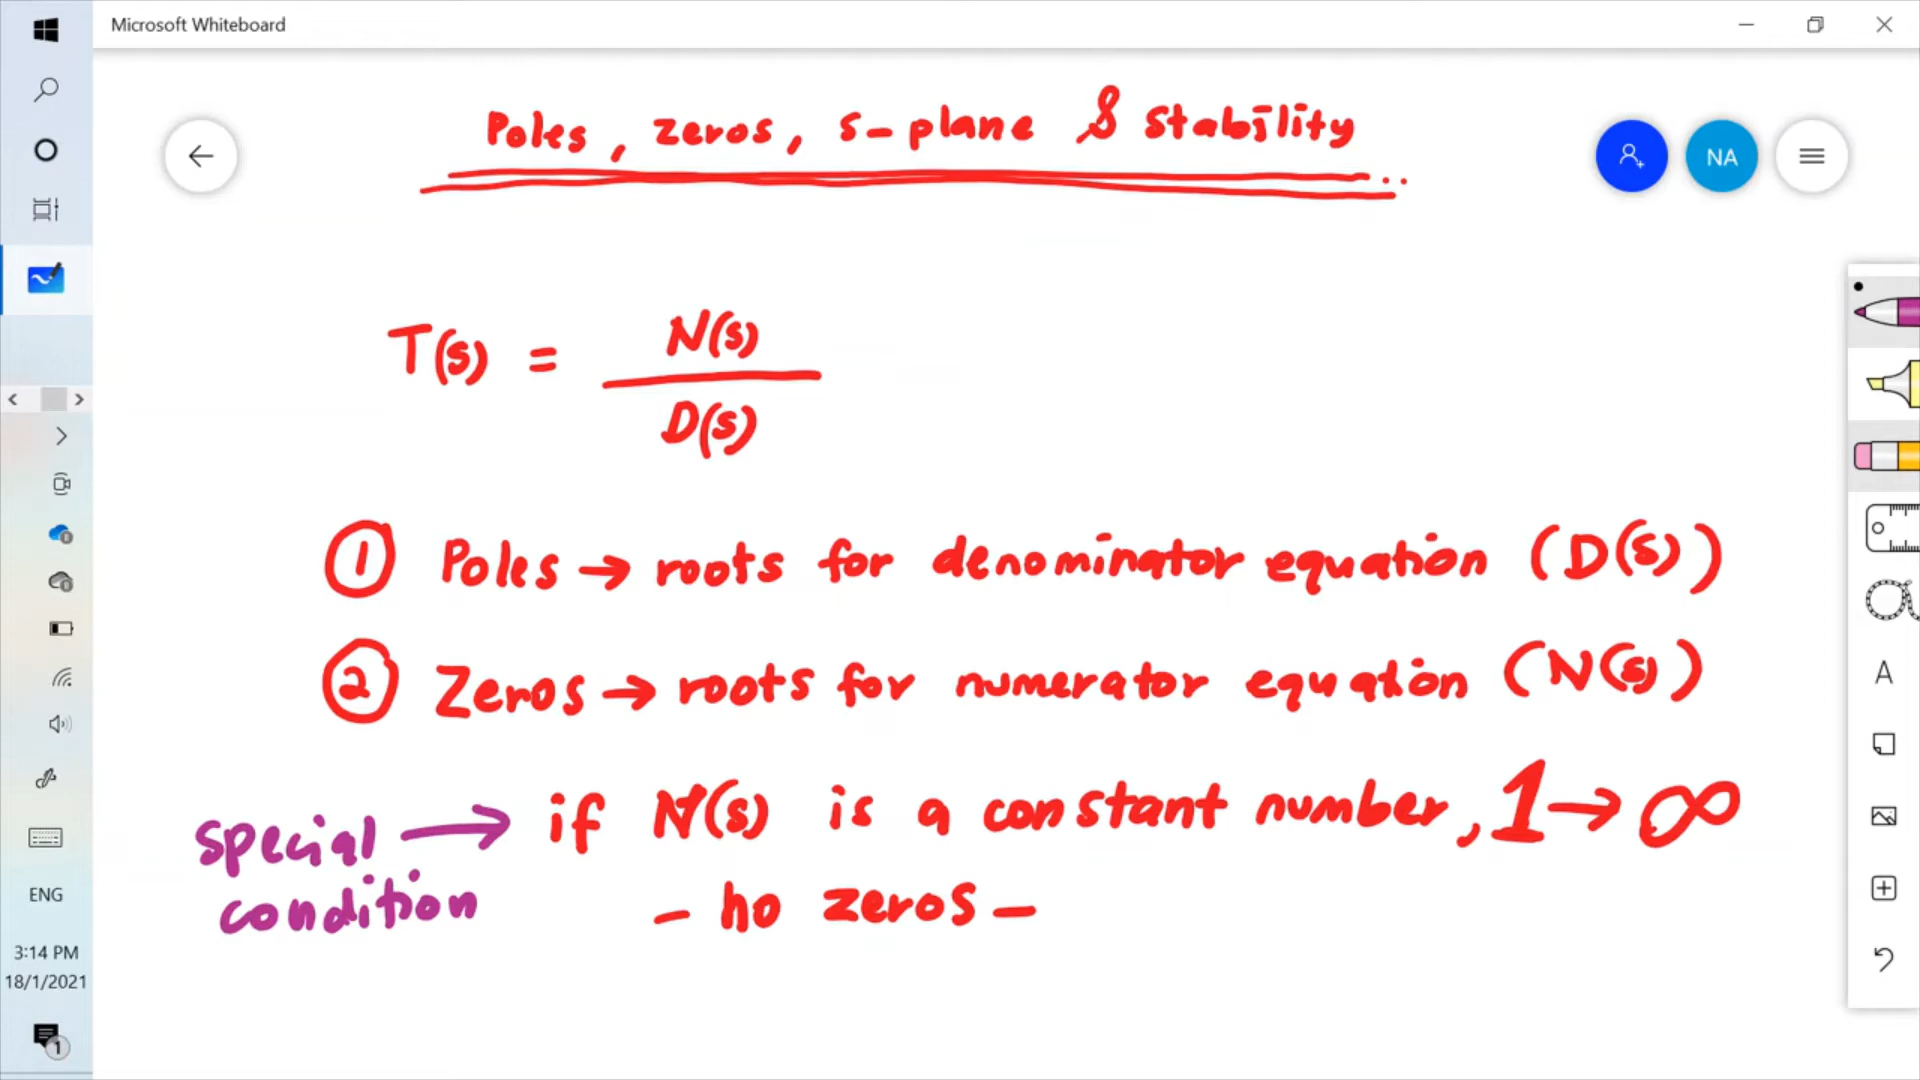 Microsoft Whiteboard
Poles, zeros, s-plane & stability
NA
T(s) = N(s)
D(s)
① Poles → roots for denominator equation (D(s))
② Zeros → roots for numerator equation (N(s))
special → if N(s) is a constant number, 1 → ∞
condition - no zeros -
A
ENG
3:14 PM
18/1/2021
1